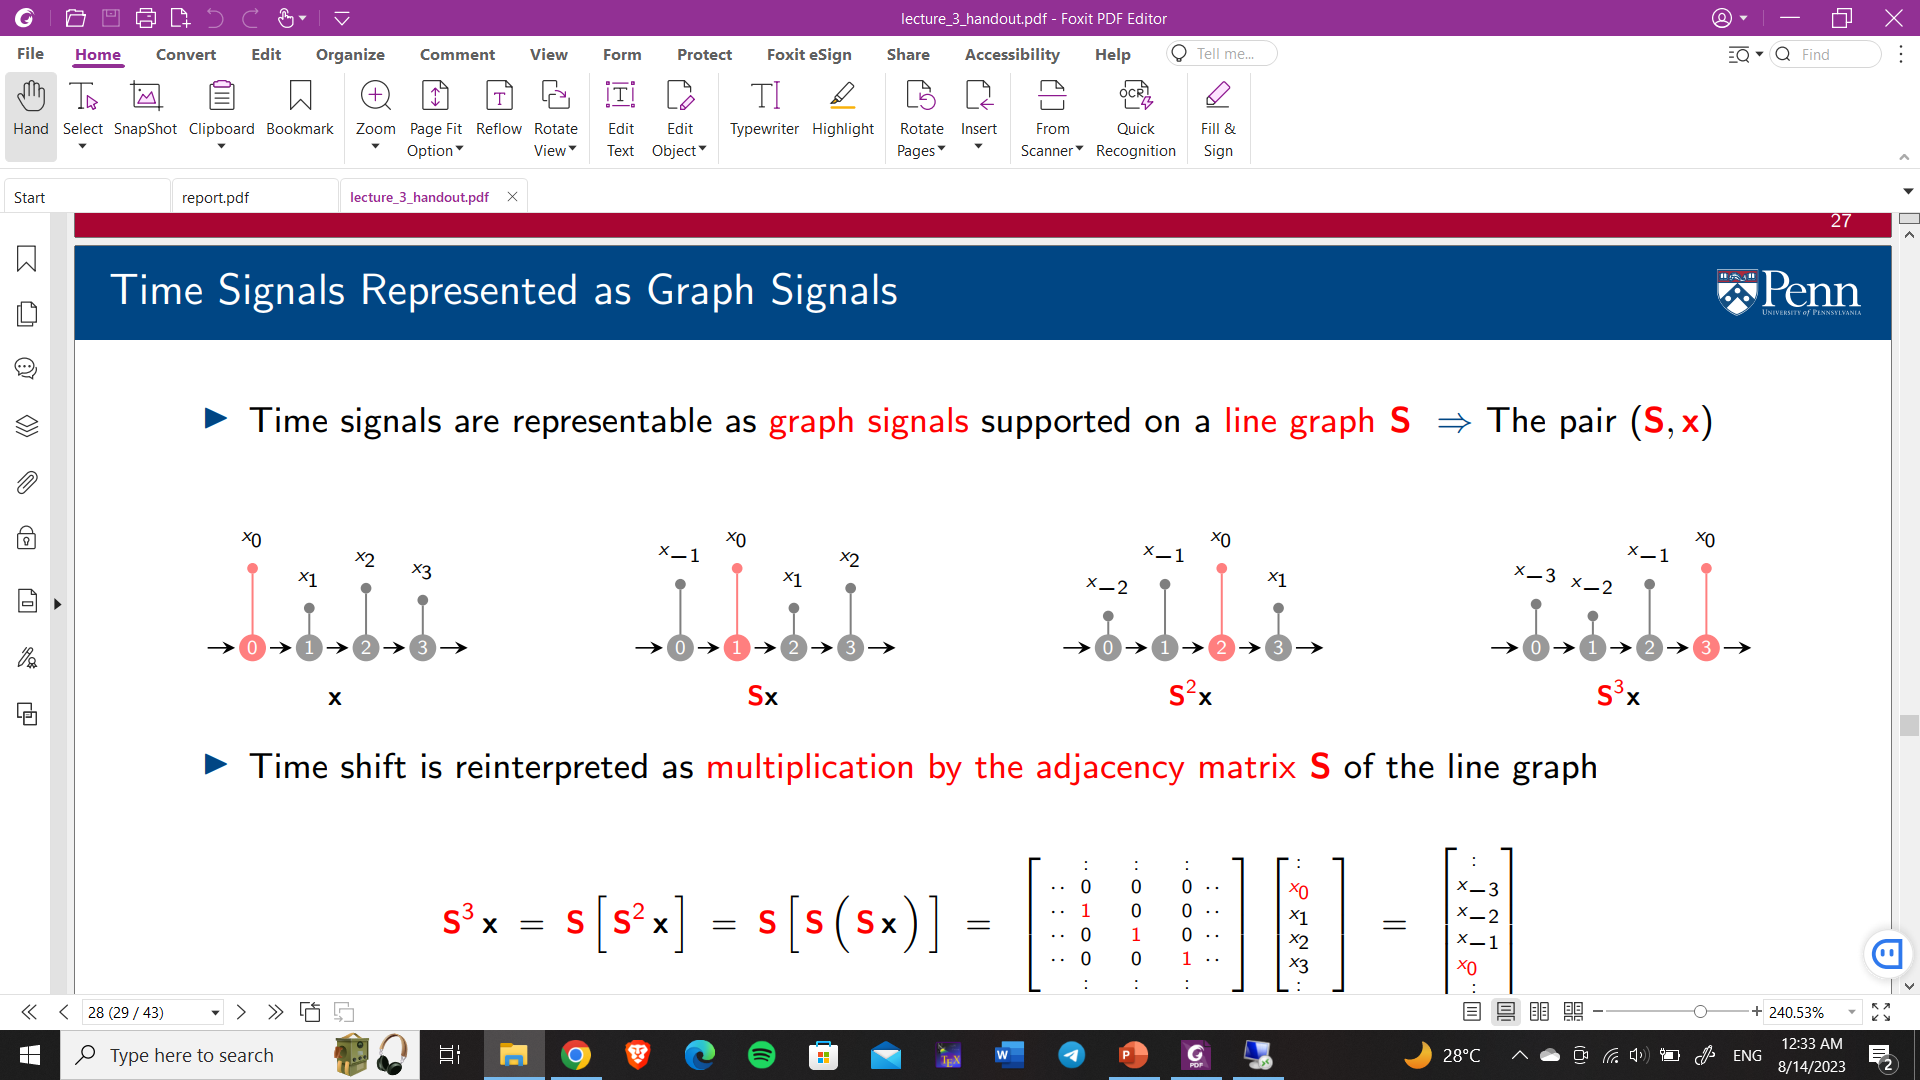 lecture_3_handout.pdf - Foxit PDF Editor
File Home Convert Edit Organize Comment View Form Protect Foxit eSign Share Accessibility Help Tell me... Find
Hand Select SnapShot Clipboard Bookmark Zoom Page Fit Option Reflow Rotate View Edit Text Edit Object Typewriter Highlight Rotate Pages Insert From Scanner OCR Quick Recognition Fill & Sign
Start report.pdf lecture_3_handout.pdf
27
Time Signals Represented as Graph Signals
Penn
UNIVERSITY of PENNSYLVANIA
▶ Time signals are representable as graph signals supported on a line graph S ⇒ The pair (S, x)
x0 x1 x2 x3
0 1 2 3
x
x−1 x0 x1 x2
0 1 2 3
Sx
x−2 x−1 x0 x1
0 1 2 3
S²x
x−3 x−2 x−1 x0
0 1 2 3
S³x
▶ Time shift is reinterpreted as multiplication by the adjacency matrix S of the line graph
S³ x = S [ S² x ] = S [ S ( S x ) ] =
: : :
·· 0 0 0 ··
·· 1 0 0 ··
·· 0 1 0 ··
·· 0 0 1 ··
: : :
:
x0
x1
x2
x3
:
=
:
x−3
x−2
x−1
x0
:
28 (29 / 43)
240.53%
Type here to search
28°C
ENG
12:33 AM
8/14/2023
2